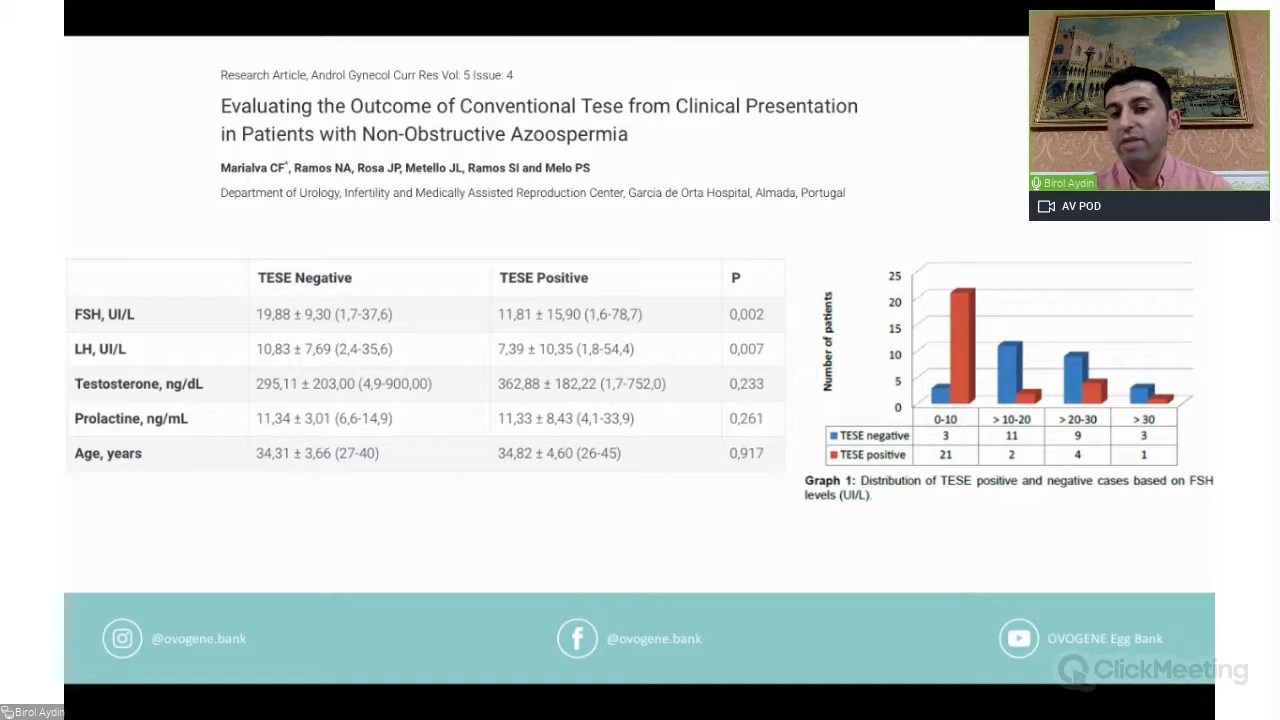 Research Article, Androl Gynecol Curr Res Vol: 5 Issue: 4
Evaluating the Outcome of Conventional Tese from Clinical Presentation
in Patients with Non-Obstructive Azoospermia
Marialva CF*, Ramos NA, Rosa JP, Metello JL, Ramos SI and Melo PS
Department of Urology, Infertility and Medically Assisted Reproduction Center, Garcia de Orta Hospital, Almada, Portugal
Birol Aydin
AV POD
TESE Negative TESE Positive P
FSH, UI/L 19,88 ± 9,30 (1,7-37,6) 11,81 ± 15,90 (1,6-78,7) 0,002
LH, UI/L 10,83 ± 7,69 (2,4-35,6) 7,39 ± 10,35 (1,8-54,4) 0,007
Testosterone, ng/dL 295,11 ± 203,00 (4,9-900,00) 362,88 ± 182,22 (1,7-752,0) 0,233
Prolactine, ng/mL 11,34 ± 3,01 (6,6-14,9) 11,33 ± 8,43 (4,1-33,9) 0,261
Age, years 34,31 ± 3,66 (27-40) 34,82 ± 4,60 (26-45) 0,917
Number of patients
25
20
15
10
5
0
0-10 > 10-20 > 20-30 > 30
TESE negative 3 11 9 3
TESE positive 21 2 4 1
Graph 1: Distribution of TESE positive and negative cases based on FSH
levels (UI/L).
@ovogene.bank
@ovogene.bank
OVOGENE Egg Bank
ClickMeeting
Birol Aydin